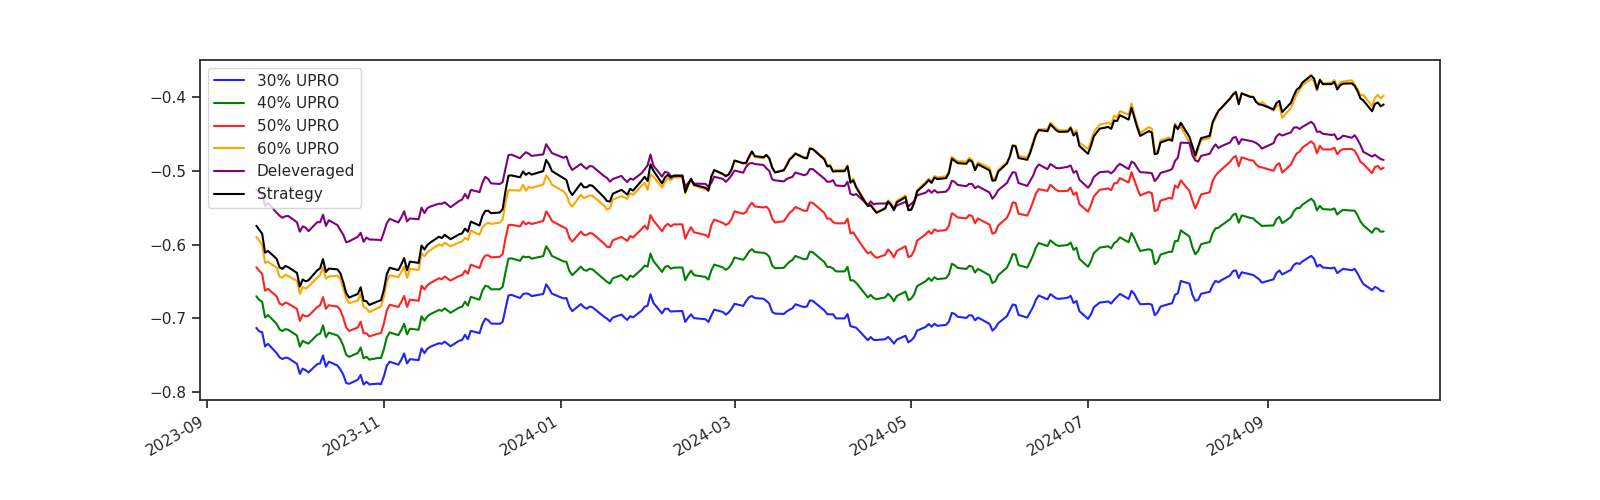 30% UPRO
40% UPRO
50% UPRO
60% UPRO
Deleveraged
Strategy
−0.4
−0.5
−0.6
−0.7
−0.8
2023-09
2023-11
2024-01
2024-03
2024-05
2024-07
2024-09